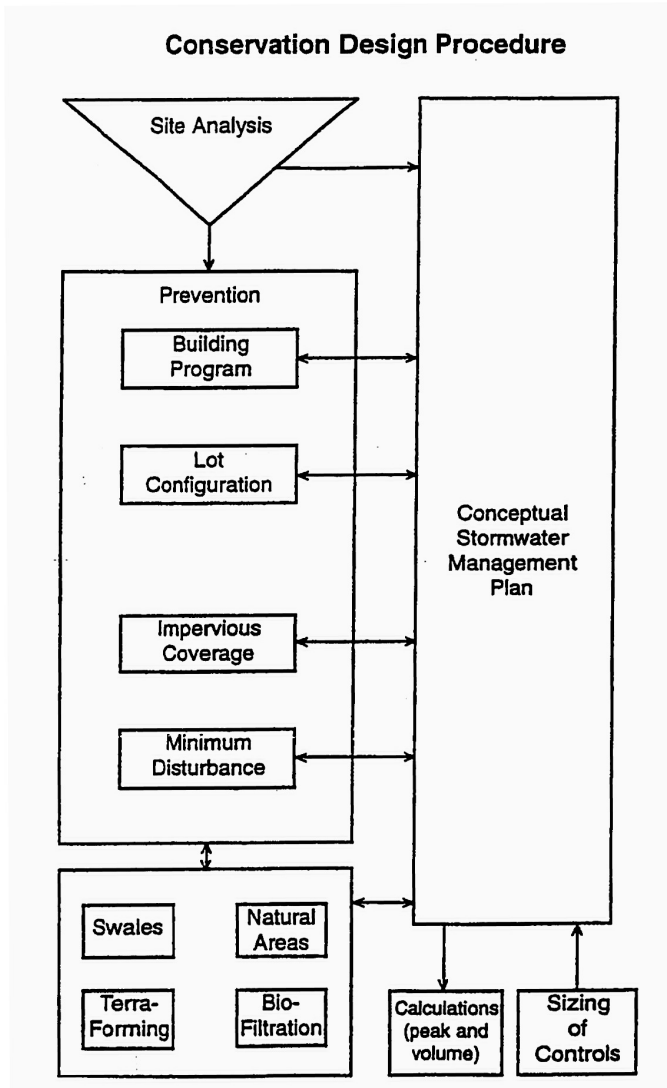 Conservation Design Procedure
Site Analysis
Prevention
Building
Program
Lot
Configuration
Impervious
Coverage
Minimum
Disturbance
Conceptual
Stormwater
Management
Plan
Swales
Natural
Areas
Terra-
Forming
Bio-
Filtration
Calculations
(peak and
volume)
Sizing
of
Controls